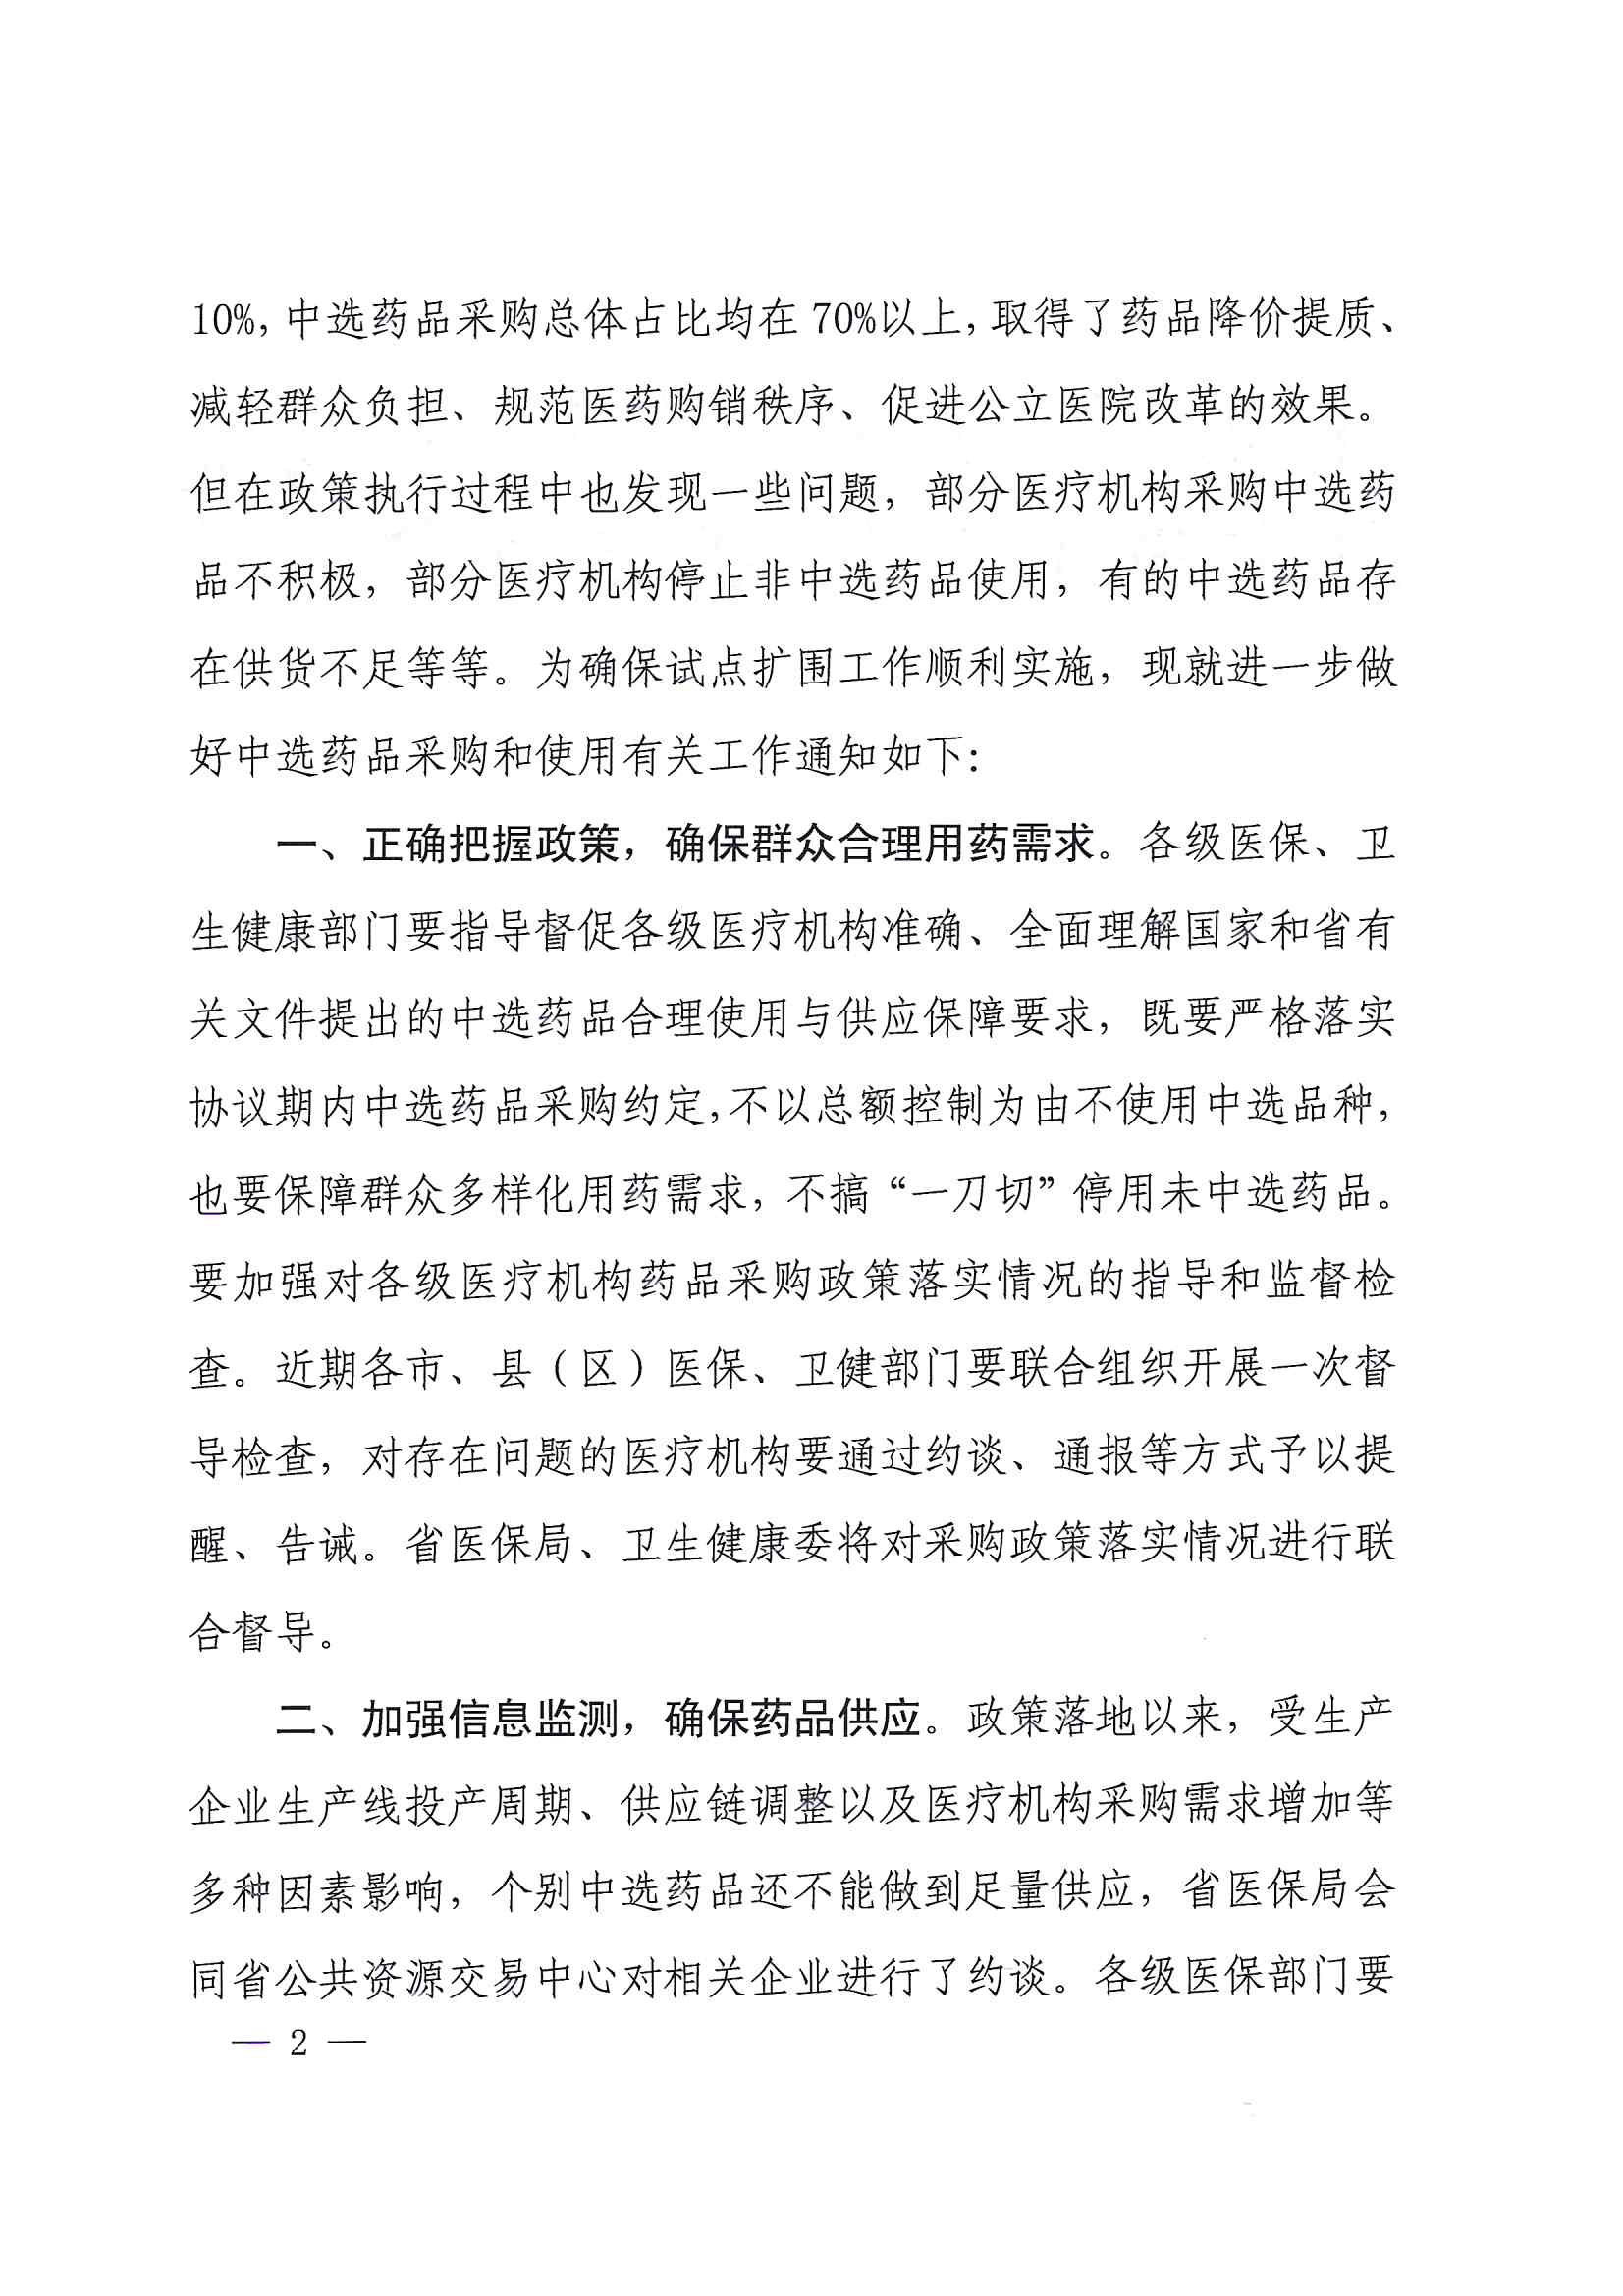 10%，中选药品采购总体占比均在70%以上，取得了药品降价提质、
减轻群众负担、规范医药购销秩序、促进公立医院改革的效果。
但在政策执行过程中也发现一些问题，部分医疗机构采购中选药
品不积极，部分医疗机构停止非中选药品使用，有的中选药品存
在供货不足等等。为确保试点扩围工作顺利实施，现就进一步做
好中选药品采购和使用有关工作通知如下：
一、正确把握政策，确保群众合理用药需求。各级医保、卫
生健康部门要指导督促各级医疗机构准确、全面理解国家和省有
关文件提出的中选药品合理使用与供应保障要求，既要严格落实
协议期内中选药品采购约定，不以总额控制为由不使用中选品种，
也要保障群众多样化用药需求，不搞“一刀切”停用未中选药品。
要加强对各级医疗机构药品采购政策落实情况的指导和监督检
查。近期各市、县（区）医保、卫健部门要联合组织开展一次督
导检查，对存在问题的医疗机构要通过约谈、通报等方式予以提
醒、告诫。省医保局、卫生健康委将对采购政策落实情况进行联
合督导。
二、加强信息监测，确保药品供应。政策落地以来，受生产
企业生产线投产周期、供应链调整以及医疗机构采购需求增加等
多种因素影响，个别中选药品还不能做到足量供应，省医保局会
同省公共资源交易中心对相关企业进行了约谈。各级医保部门要
— 2 —